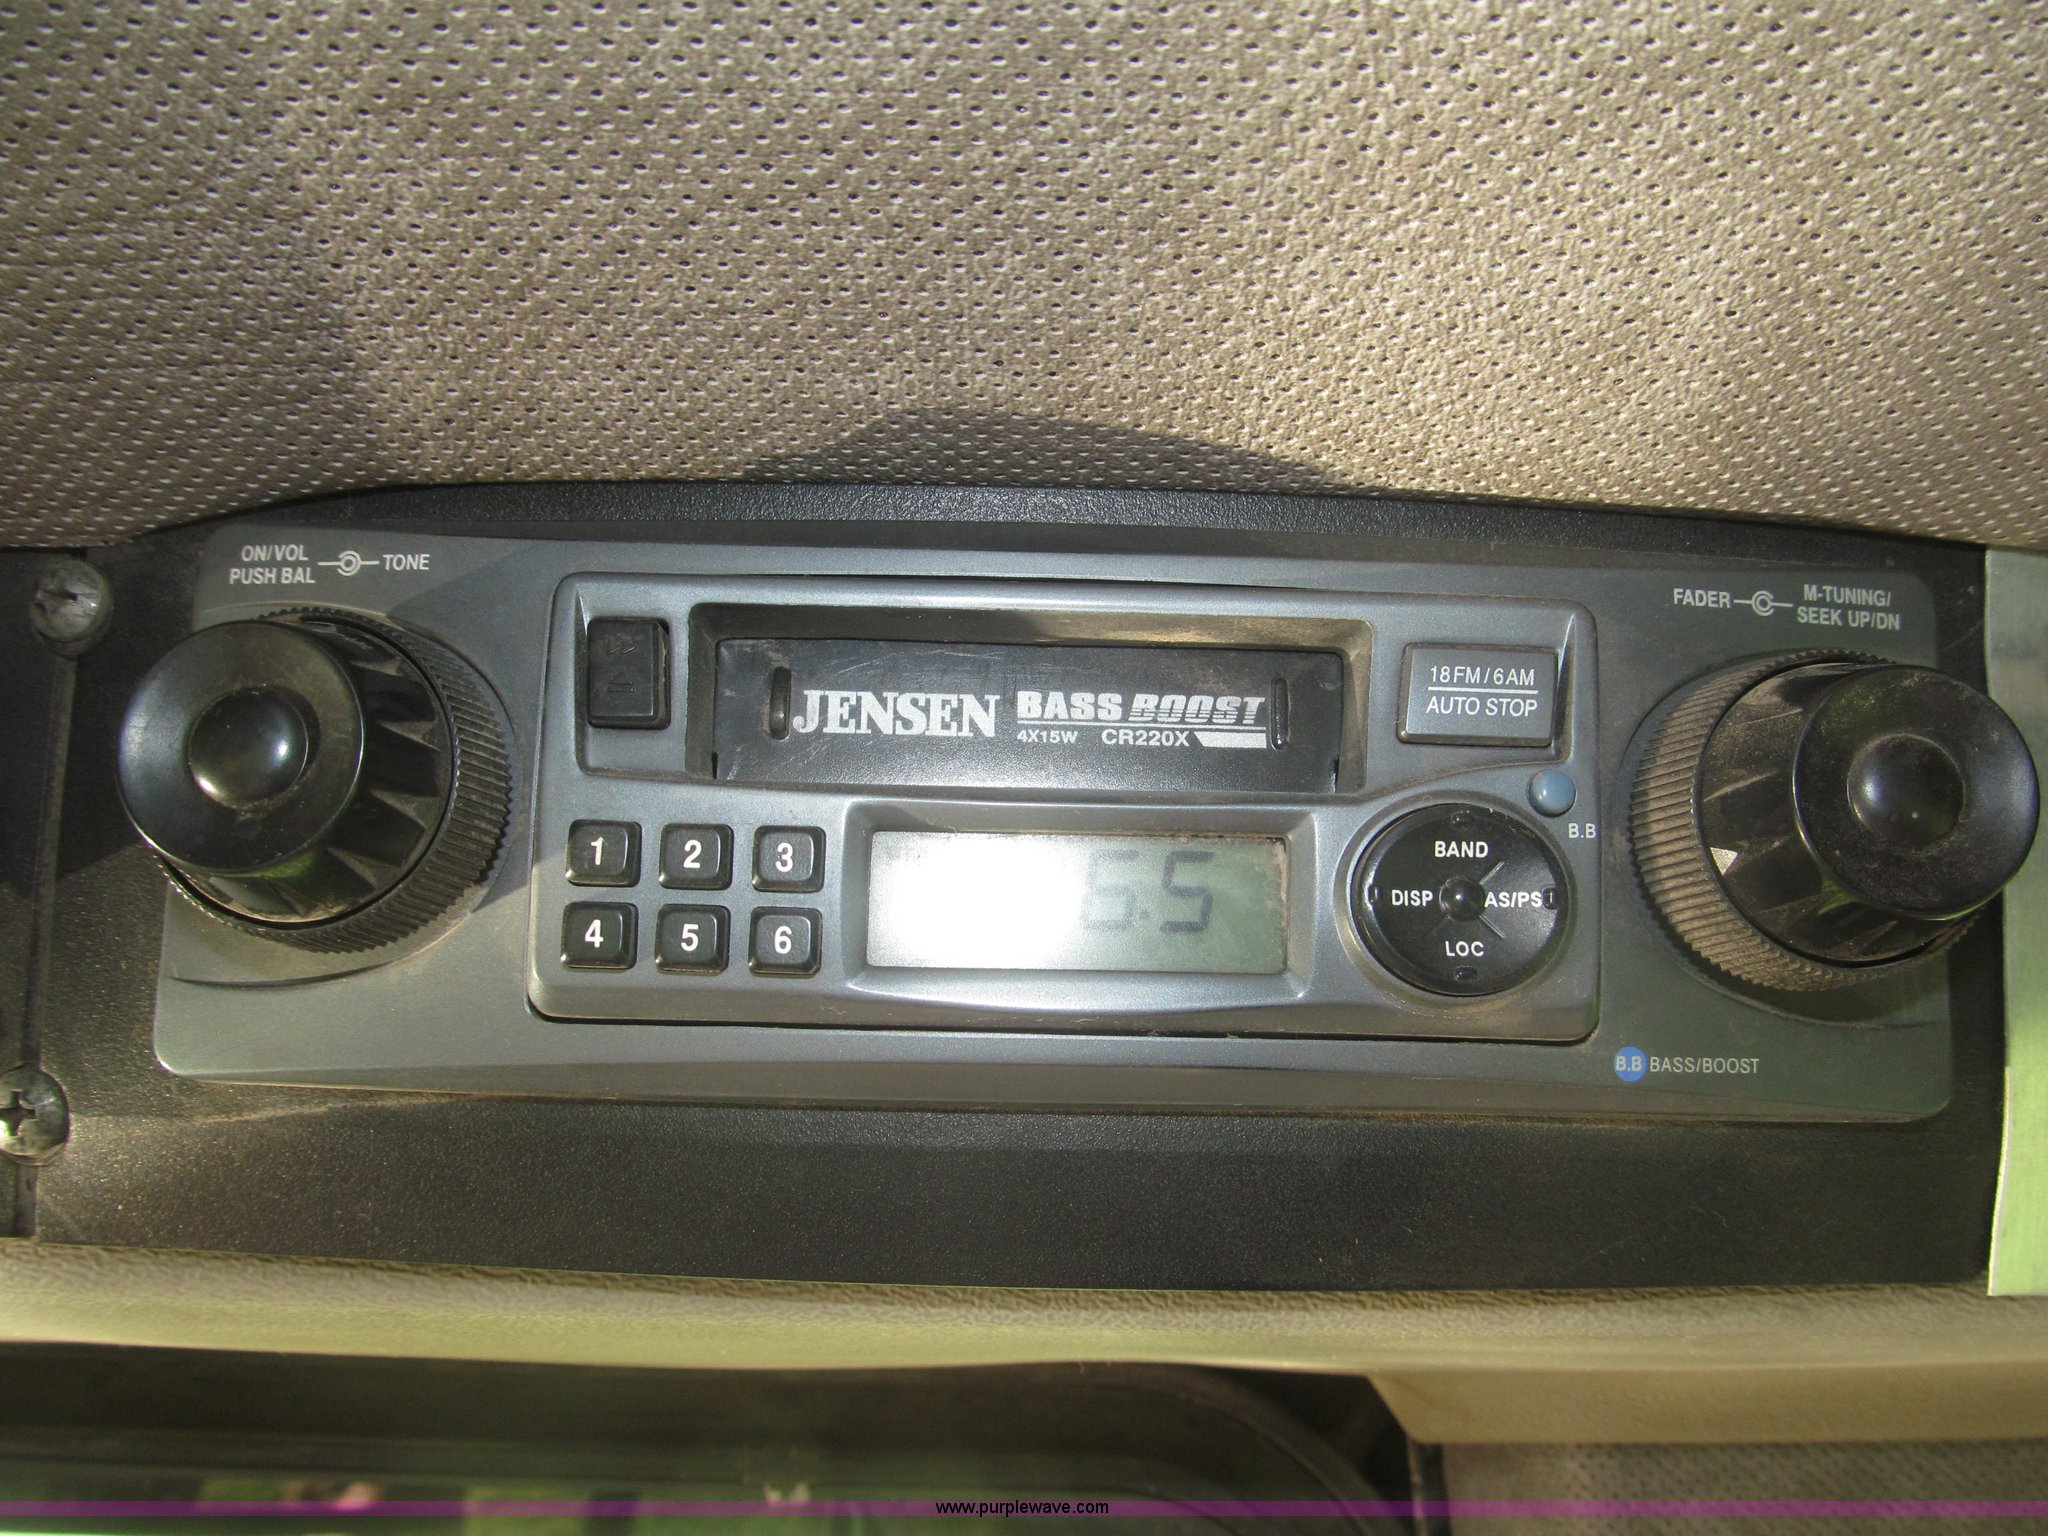 ON/VOL
PUSH BAL
TONE
FADER
M-TUNING/
SEEK UP/DN
JENSEN
BASS BOOST
4X15W CR220X
18FM/6AM
AUTO STOP
B.B
1 2 3
4 5 6
5.5
BAND
DISP AS/PS
LOC
B.B BASS/BOOST
www.purplewave.com